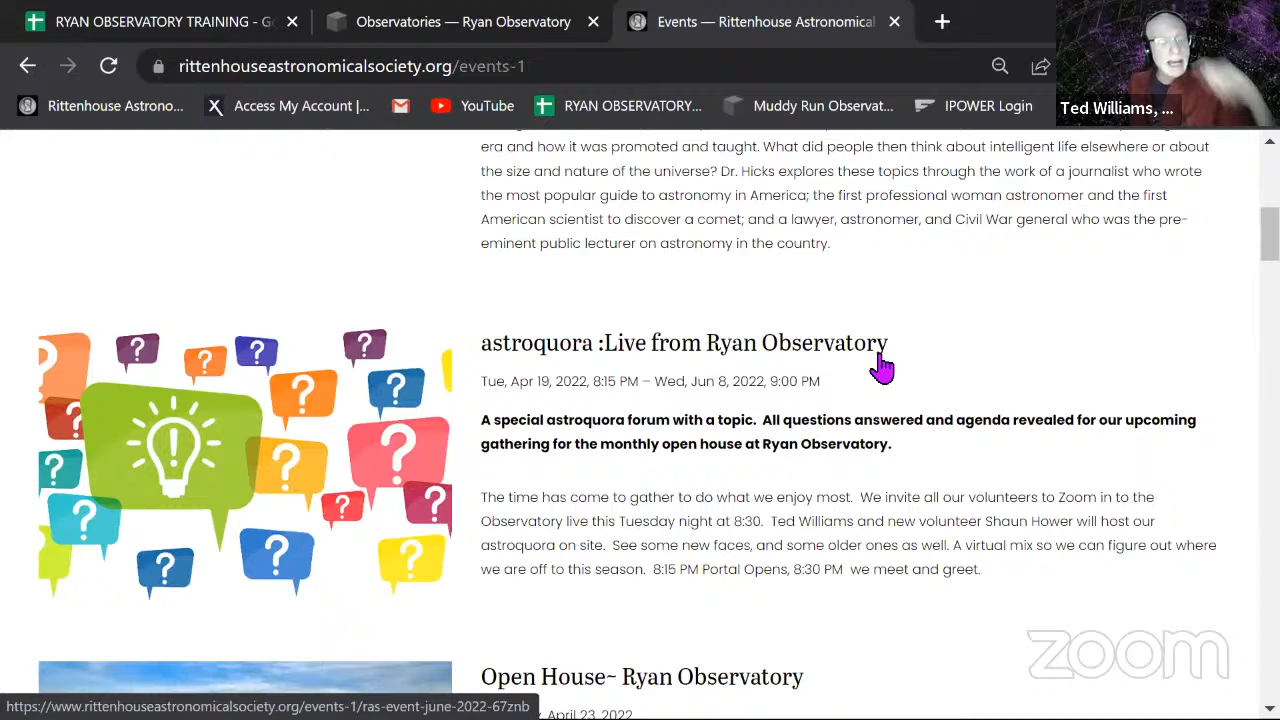 RYAN OBSERVATORY TRAINING - G
Observatories — Ryan Observatory
Events — Rittenhouse Astronomical
rittenhouseastronomicalsociety.org/events-1
Rittenhouse Astrono...
Access My Account |...
YouTube
RYAN OBSERVATORY...
Muddy Run Observat...
IPOWER Login
Ted Williams, ...
era and how it was promoted and taught. What did people then think about intelligent life elsewhere or about
the size and nature of the universe? Dr. Hicks explores these topics through the work of a journalist who wrote
the most popular guide to astronomy in America; the first professional woman astronomer and the first
American scientist to discover a comet; and a lawyer, astronomer, and Civil War general who was the pre-
eminent public lecturer on astronomy in the country.
astroquora :Live from Ryan Observatory
Tue, Apr 19, 2022, 8:15 PM – Wed, Jun 8, 2022, 9:00 PM
A special astroquora forum with a topic. All questions answered and agenda revealed for our upcoming
gathering for the monthly open house at Ryan Observatory.
The time has come to gather to do what we enjoy most. We invite all our volunteers to Zoom in to the
Observatory live this Tuesday night at 8:30. Ted Williams and new volunteer Shaun Hower will host our
astroquora on site. See some new faces, and some older ones as well. A virtual mix so we can figure out where
we are off to this season. 8:15 PM Portal Opens, 8:30 PM we meet and greet.
zoom
Open House~ Ryan Observatory
April 23, 2022
https://www.rittenhouseastronomicalsociety.org/events-1/ras-event-june-2022-67znb